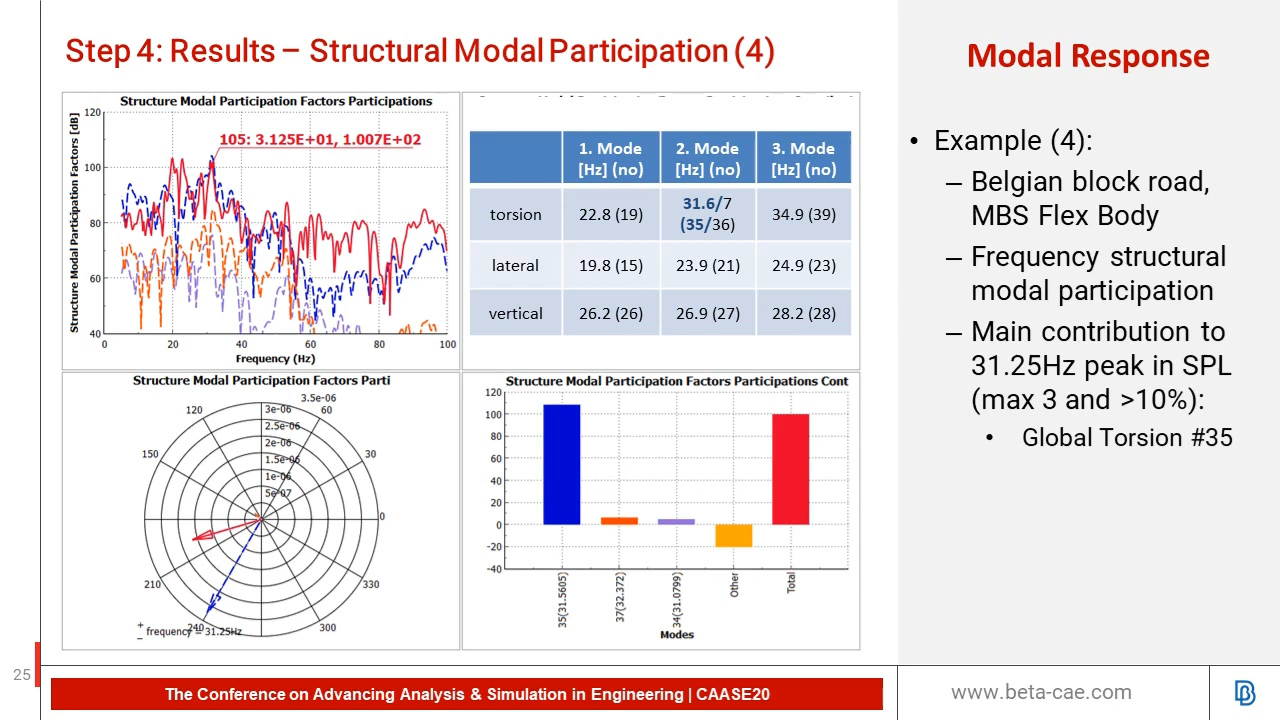 Step 4: Results – Structural Modal Participation (4)
Modal Response
Structure Modal Participation Factors Participations
Structure Modal Participation Factors [dB]
120
100
80
60
40
105: 3.125E+01, 1.007E+02
0
20
40
60
80
100
Frequency (Hz)
1. Mode [Hz] (no)
2. Mode [Hz] (no)
3. Mode [Hz] (no)
torsion
22.8 (19)
31.6/7
(35/36)
34.9 (39)
lateral
19.8 (15)
23.9 (21)
24.9 (23)
vertical
26.2 (26)
26.9 (27)
28.2 (28)
Structure Modal Participation Factors Parti
3.5e-06
3e-06
2.5e-06
2e-06
1.5e-06
1e-06
5e-07
120
60
150
30
0
210
330
240
300
+
− frequency = 31.25Hz
Structure Modal Participation Factors Participations Cont
120
100
80
60
40
20
0
-20
-40
35(31.5605)
37(32.372)
34(31.0799)
Other
Total
Modes
• Example (4):
– Belgian block road,
MBS Flex Body
– Frequency structural
modal participation
– Main contribution to
31.25Hz peak in SPL
(max 3 and >10%):
• Global Torsion #35
25
The Conference on Advancing Analysis & Simulation in Engineering | CAASE20
www.beta-cae.com